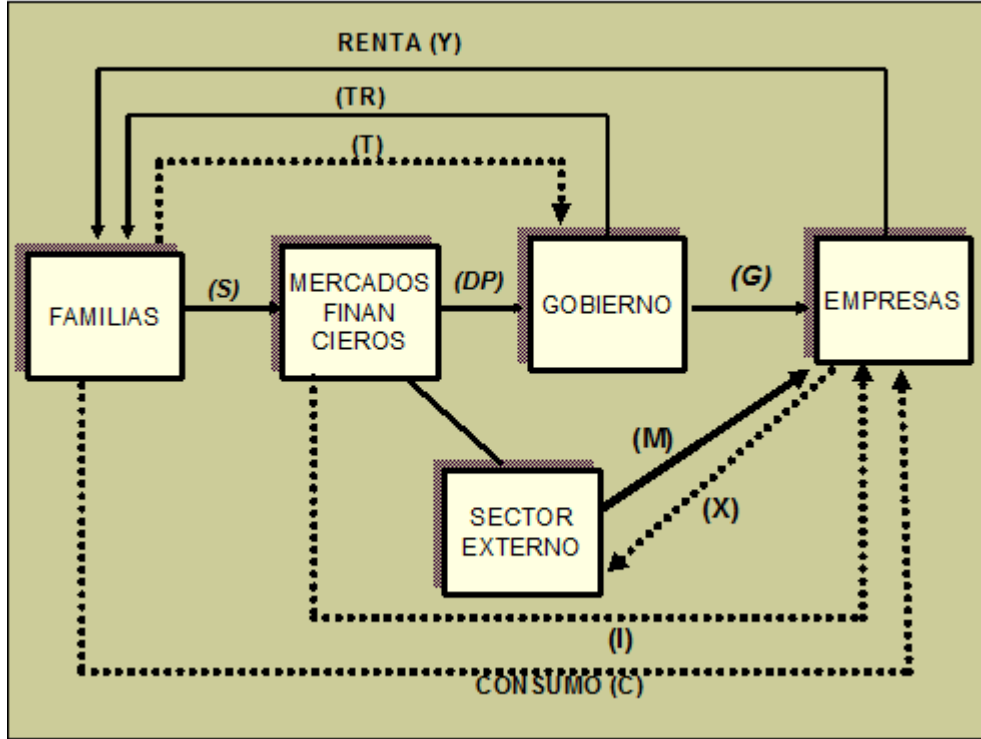 RENTA (Y)
(TR)
(T)
FAMILIAS
(S)
MERCADOS
FINAN
CIEROS
(DP)
GOBIERNO
(G)
EMPRESAS
(M)
(X)
SECTOR
EXTERNO
(I)
CONSUMO (C)